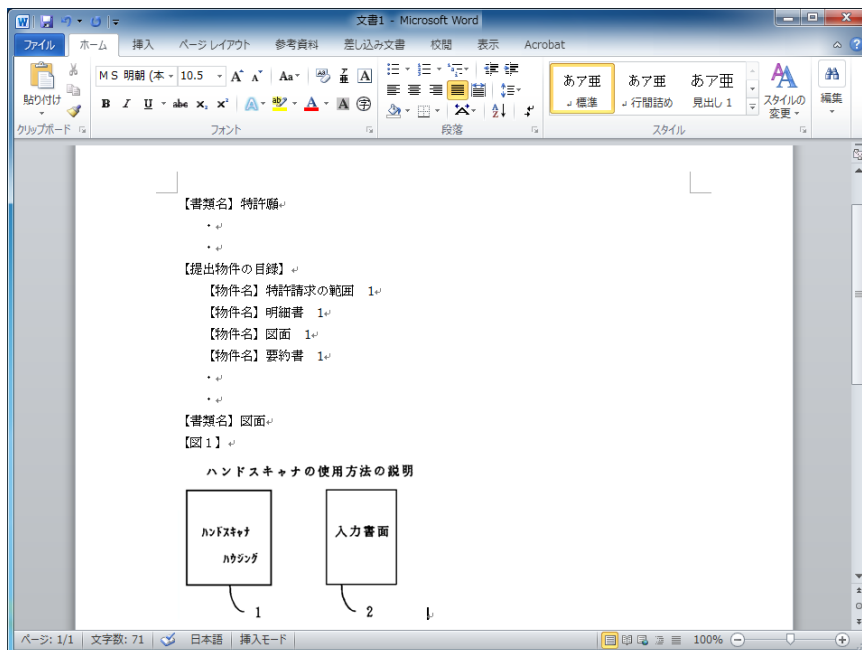 文書1 - Microsoft Word
ファイル ホーム 挿入 ページ レイアウト 参考資料 差し込み文書 校閲 表示 Acrobat
貼り付け
MS 明朝 (本 10.5 A A Aa 亜 A
B I U abe x₂ x² A ab A A 字
あア亜 あア亜 あア亜
標準 行間詰め 見出し 1
スタイルの
変更
編集
クリップボード フォント 段落 スタイル
【書類名】特許願↵
・↵
・↵
【提出物件の目録】↵
【物件名】特許請求の範囲 1↵
【物件名】明細書 1↵
【物件名】図面 1↵
【物件名】要約書 1↵
・↵
・↵
【書類名】図面↵
【図1】↵
ハンドスキャナの使用方法の説明
ハンドスキャナ
ハウジング
入力書面
1 2 ↵
ページ: 1/1 文字数: 71 日本語 挿入モード 100%